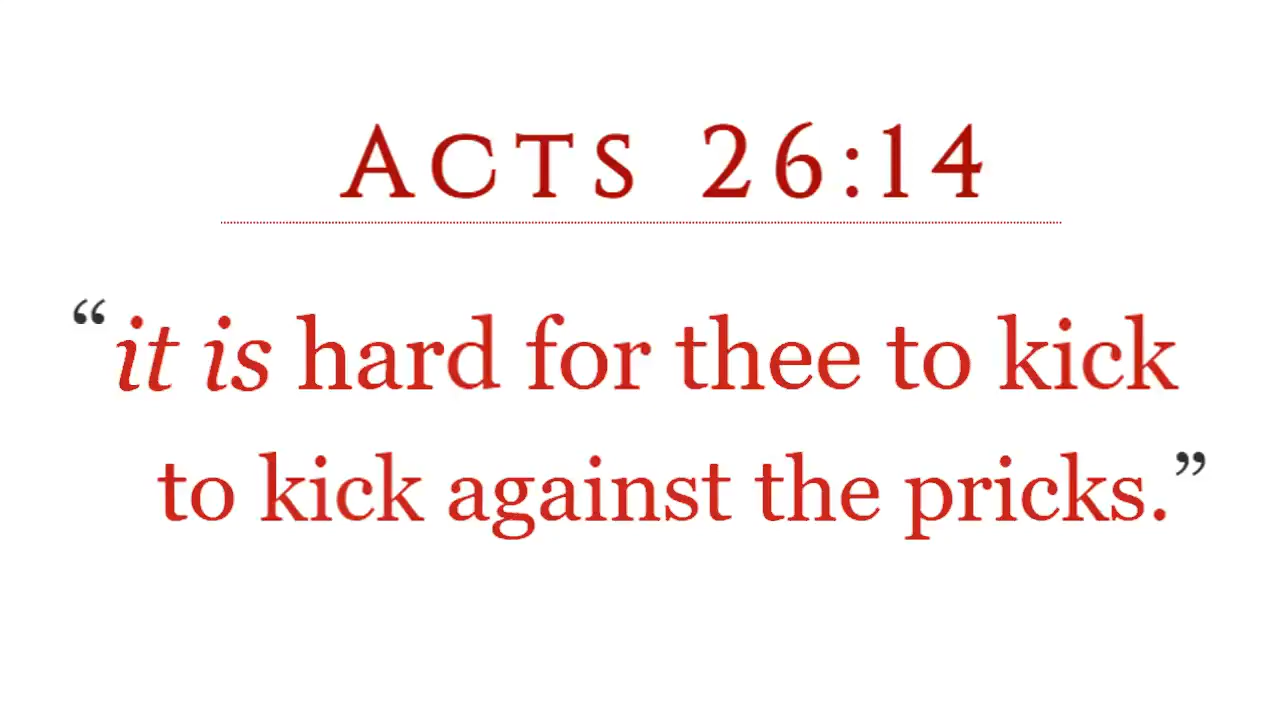 Acts 26:14
“it is hard for thee to kick
to kick against the pricks.”